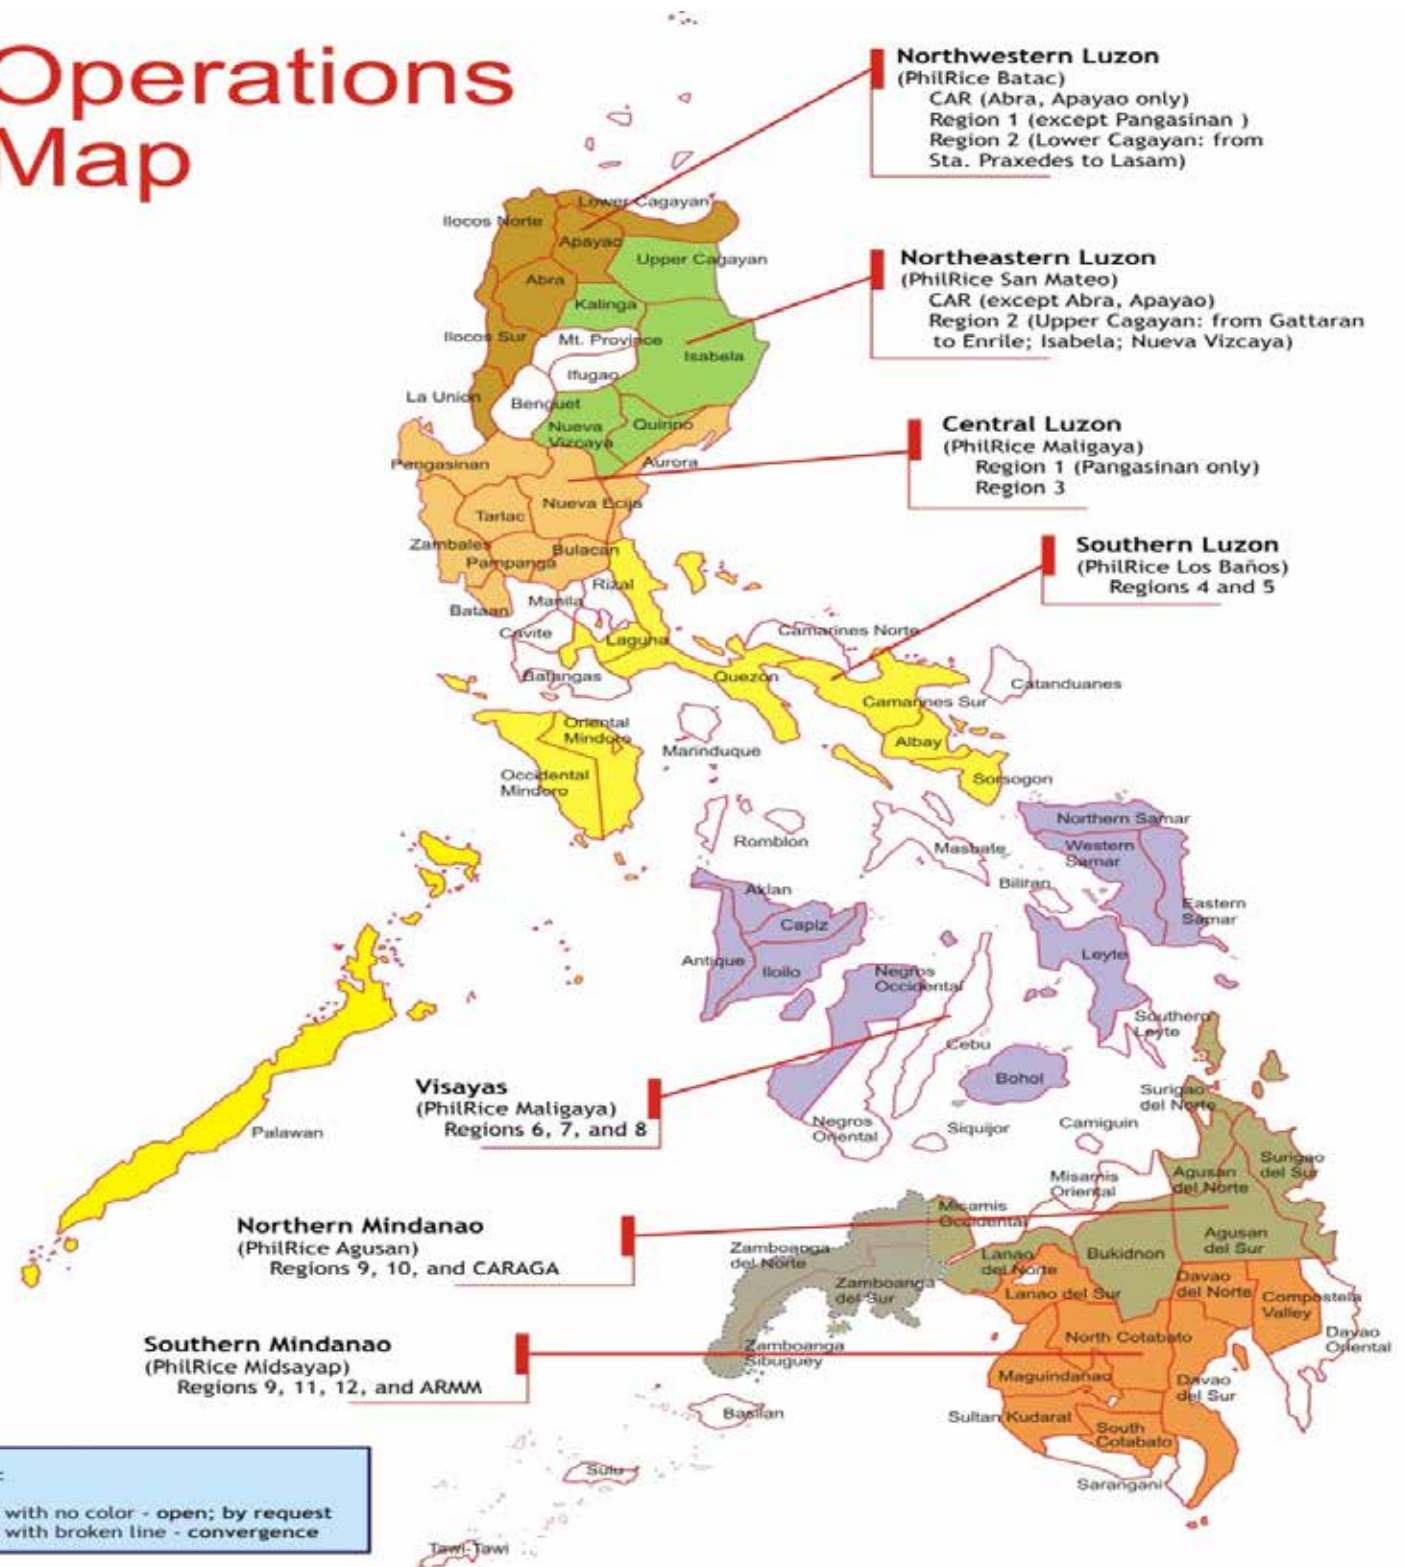 Operations
Map
Northwestern Luzon
(PhilRice Batac)
CAR (Abra, Apayao only)
Region 1 (except Pangasinan )
Region 2 (Lower Cagayan: from
Sta. Praxedes to Lasam)
Northeastern Luzon
(PhilRice San Mateo)
CAR (except Abra, Apayao)
Region 2 (Upper Cagayan: from Gattaran
to Enrile; Isabela; Nueva Vizcaya)
Central Luzon
(PhilRice Maligaya)
Region 1 (Pangasinan only)
Region 3
Southern Luzon
(PhilRice Los Baños)
Regions 4 and 5
Lower Cagayan
Ilocos Norte
Apayao
Upper Cagayan
Abra
Kalinga
Ilocos Sur
Mt. Province
Isabela
Ifugao
La Union
Benguet
Nueva
Vizcaya
Quirino
Pangasinan
Aurora
Nueva Ecija
Tarlac
Zambales
Bulacan
Pampanga
Rizal
Manila
Bataan
Cavite
Laguna
Camarines Norte
Batangas
Quezon
Catanduanes
Camarines Sur
Oriental
Mindoro
Marinduque
Albay
Occidental
Mindoro
Sorsogon
Northern Samar
Romblon
Masbate
Western
Samar
Biliran
Aklan
Eastern
Samar
Capiz
Antique
Iloilo
Leyte
Negros
Occidental
Southern
Leyte
Cebu
Bohol
Visayas
(PhilRice Maligaya)
Regions 6, 7, and 8
Surigao
del Norte
Negros
Oriental
Siquijor
Camiguin
Palawan
Surigao
del Sur
Misamis
Oriental
Agusan
del Norte
Northern Mindanao
(PhilRice Agusan)
Regions 9, 10, and CARAGA
Misamis
Occidental
Agusan
del Sur
Zamboanga
del Norte
Lanao
del Norte
Bukidnon
Zamboanga
del Sur
Lanao del Sur
Davao
del Norte
Compostela
Valley
Southern Mindanao
(PhilRice Midsayap)
Regions 9, 11, 12, and ARMM
Zamboanga
Sibuguey
North Cotabato
Davao
Oriental
Maguindanao
Davao
del Sur
Basilan
Sultan Kudarat
South
Cotabato
Sulu
Sarangani
Tawi-Tawi
:
with no color - open; by request
with broken line - convergence